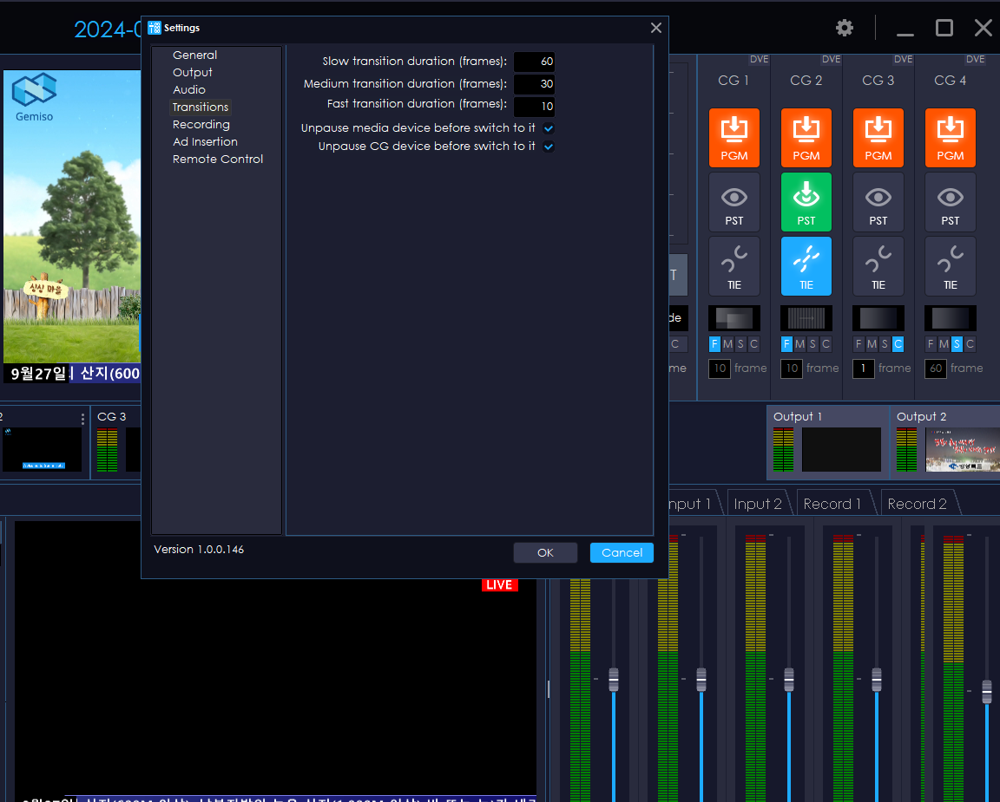 2024-0
Settings
General
Output
Audio
Transitions
Recording
Ad Insertion
Remote Control
Slow transition duration (frames): 60
Medium transition duration (frames): 30
Fast transition duration (frames): 10
Unpause media device before switch to it
Unpause CG device before switch to it
Version 1.0.0.146
OK
Cancel
Gemiso
싱싱 마을
9월27일
산지(600
DVE DVE DVE DVE
CG 1 CG 2 CG 3 CG 4
PGM PGM PGM PGM
PST PST PST PST
T
TIE TIE TIE TIE
de
C F M S C F M S C F M S C F M S C
me 10 frame 10 frame 1 frame 60 frame
2
CG 3
Output 1
Output 2
nput 1
Input 2
Record 1
Record 2
LIVE